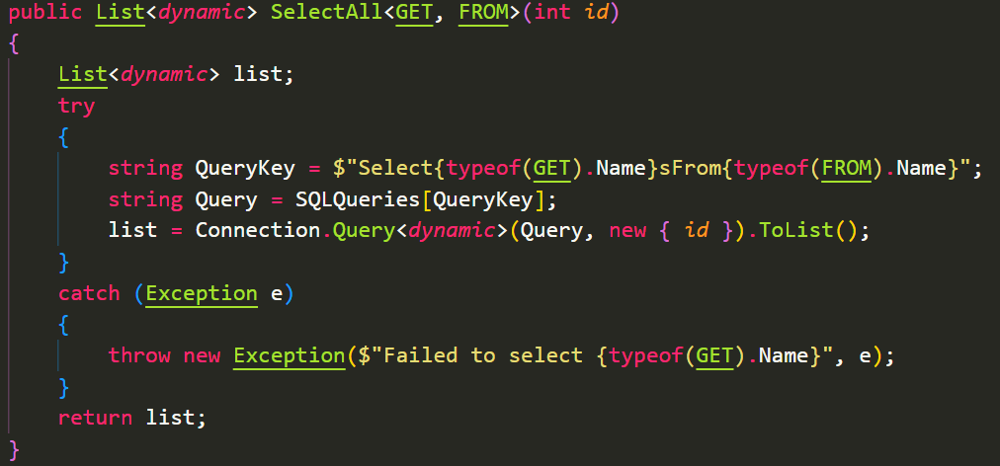 public List<dynamic> SelectAll<GET, FROM>(int id)
{
    List<dynamic> list;
    try
    {
        string QueryKey = $"Select{typeof(GET).Name}sFrom{typeof(FROM).Name}";
        string Query = SQLQueries[QueryKey];
        list = Connection.Query<dynamic>(Query, new { id }).ToList();
    }
    catch (Exception e)
    {
        throw new Exception($"Failed to select {typeof(GET).Name}", e);
    }
    return list;
}